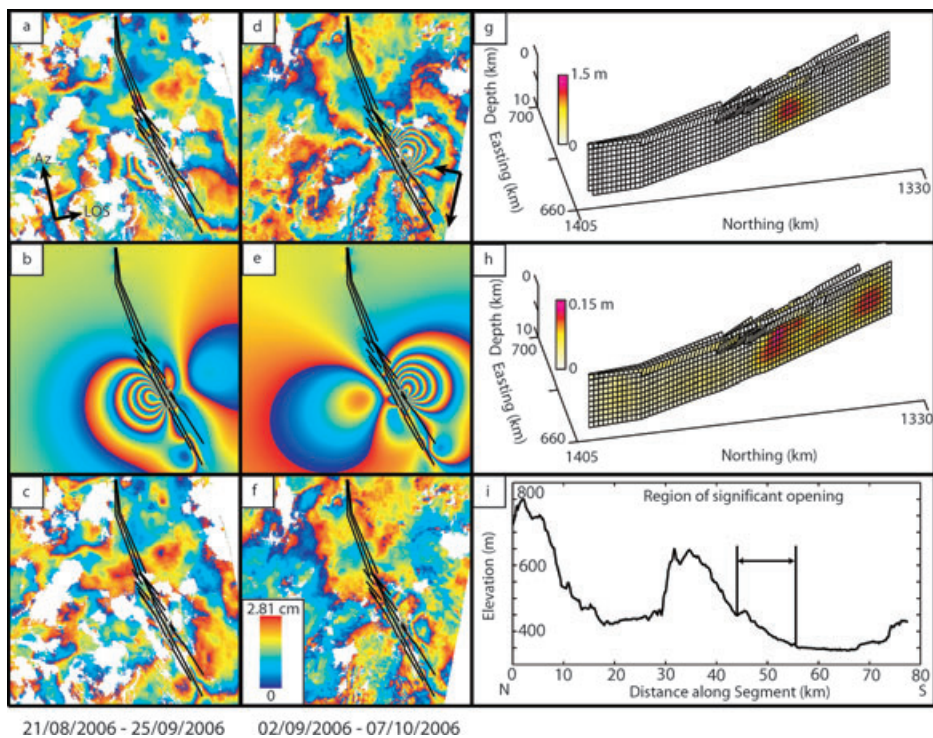 a
Az
LOS
d
g
0
Depth (km)
10
700
1.5 m
0
Easting (km)
660
1405
Northing (km)
1330
b
e
h
0
Depth (km)
10
700
0.15 m
0
Easting (km)
660
1405
Northing (km)
1330
c
f
2.81 cm
0
i
800
Region of significant opening
Elevation (m)
600
400
0 10 20 30 40 50 60 70 80
N Distance along Segment (km) S
21/08/2006 - 25/09/2006 02/09/2006 - 07/10/2006